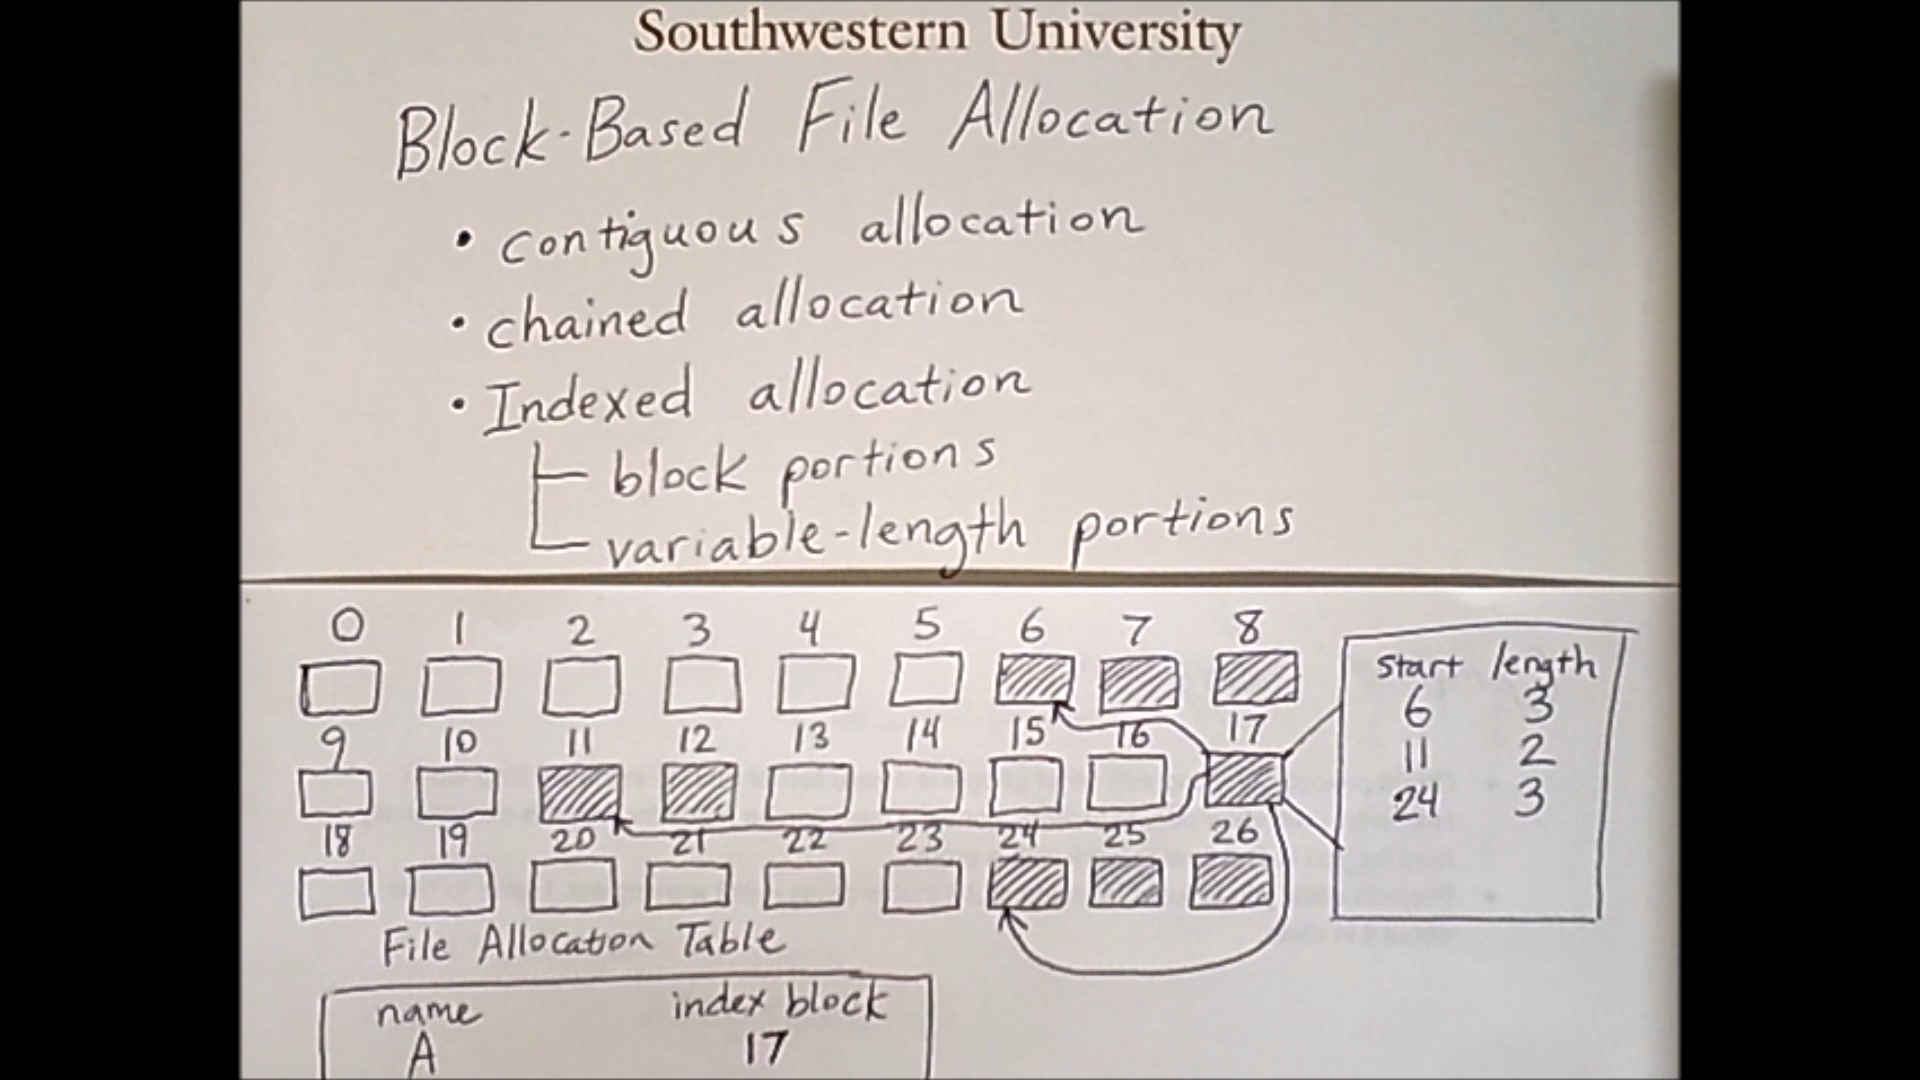 Southwestern University
Block-Based File Allocation
• contiguous allocation
• chained allocation
• Indexed allocation
block portions
variable-length portions
0 1 2 3 4 5 6 7 8
9 10 11 12 13 14 15 16 17
18 19 20 21 22 23 24 25 26
start length
6 3
11 2
24 3
File Allocation Table
name index block
A 17